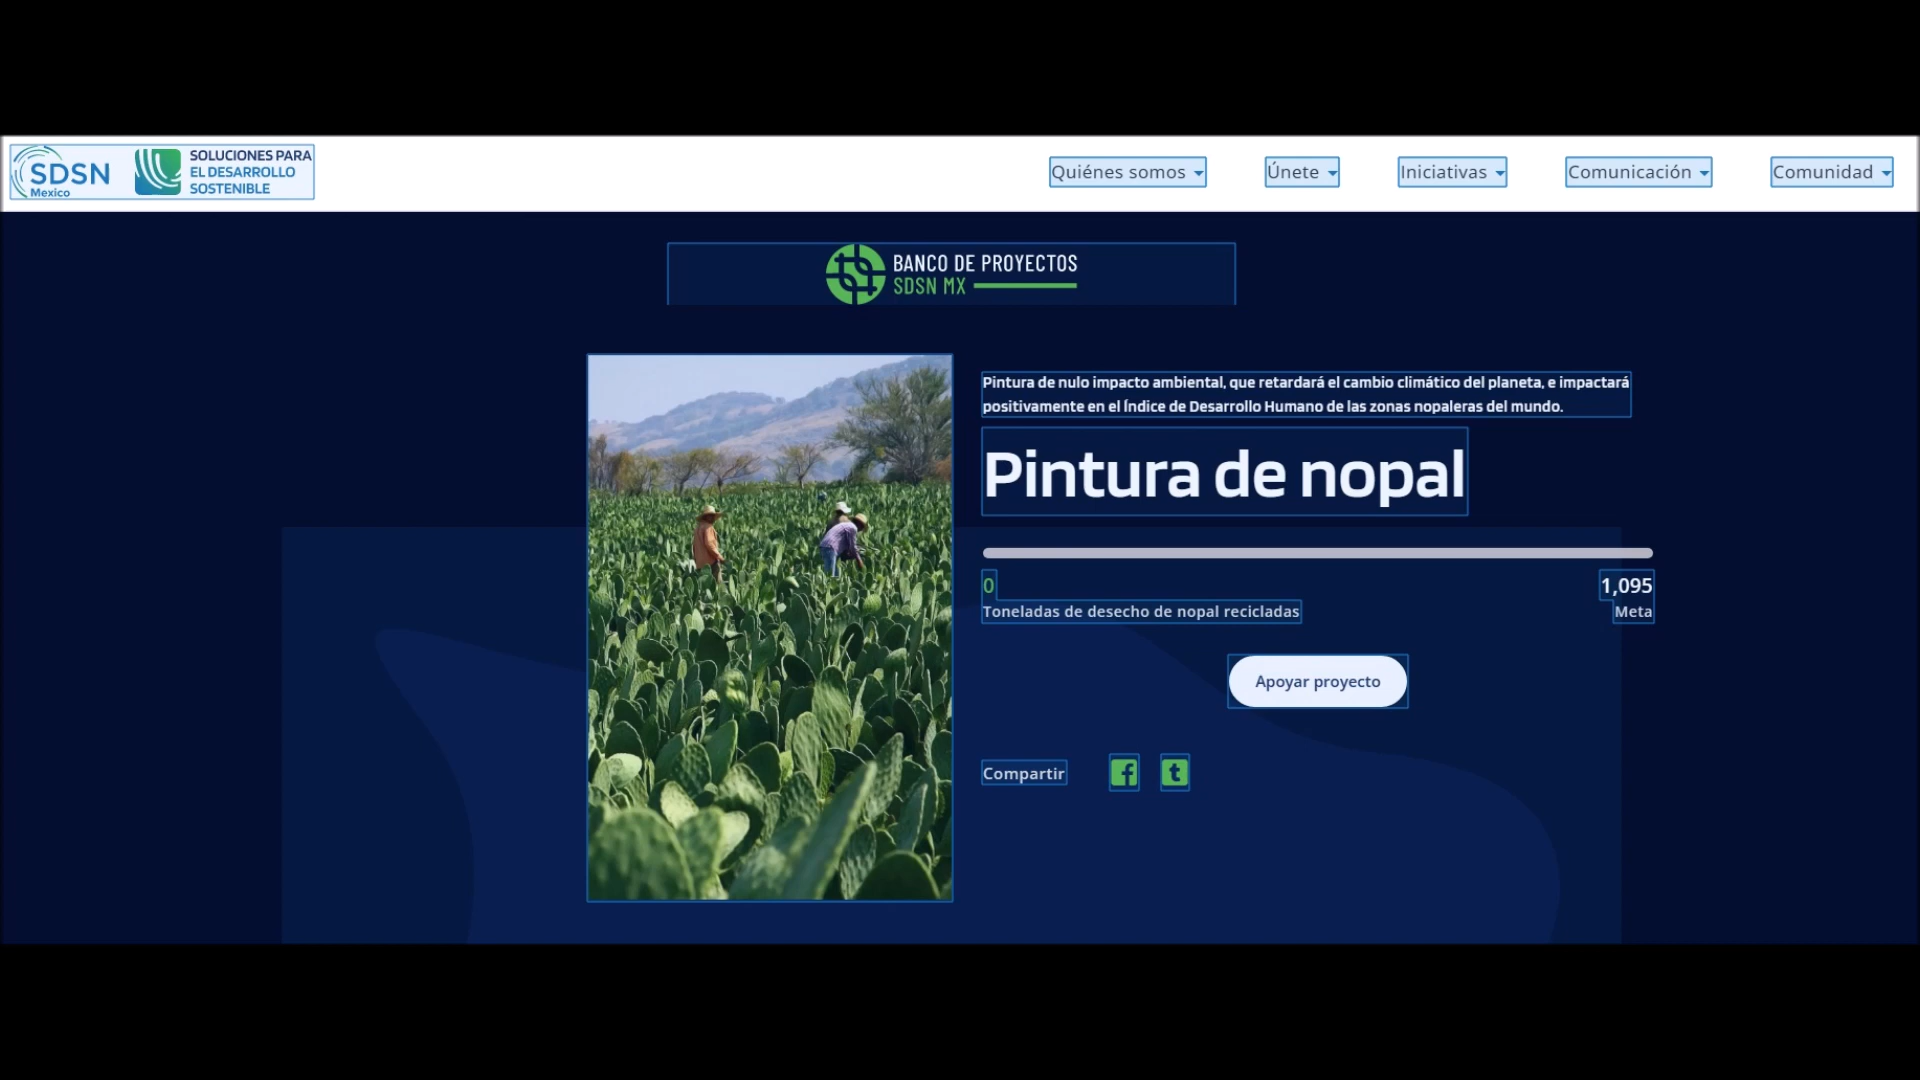 SDSN
Mexico
SOLUCIONES PARA
EL DESARROLLO
SOSTENIBLE
Quiénes somos
Únete
Iniciativas
Comunicación
Comunidad
BANCO DE PROYECTOS
SDSN MX
Pintura de nulo impacto ambiental, que retardará el cambio climático del planeta, e impactará
positivamente en el Índice de Desarrollo Humano de las zonas nopaleras del mundo.
Pintura de nopal
0
1,095
Toneladas de desecho de nopal recicladas
Meta
Apoyar proyecto
Compartir